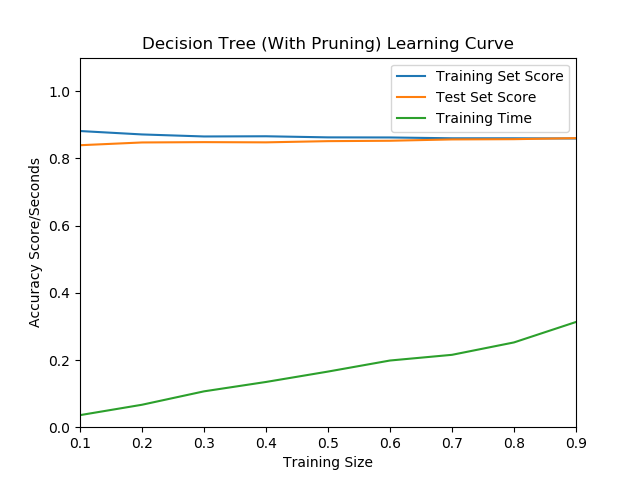 Decision Tree (With Pruning) Learning Curve
Training Set Score
Test Set Score
Training Time
Accuracy Score/Seconds
1.0
0.8
0.6
0.4
0.2
0.0
0.1 0.2 0.3 0.4 0.5 0.6 0.7 0.8 0.9
Training Size